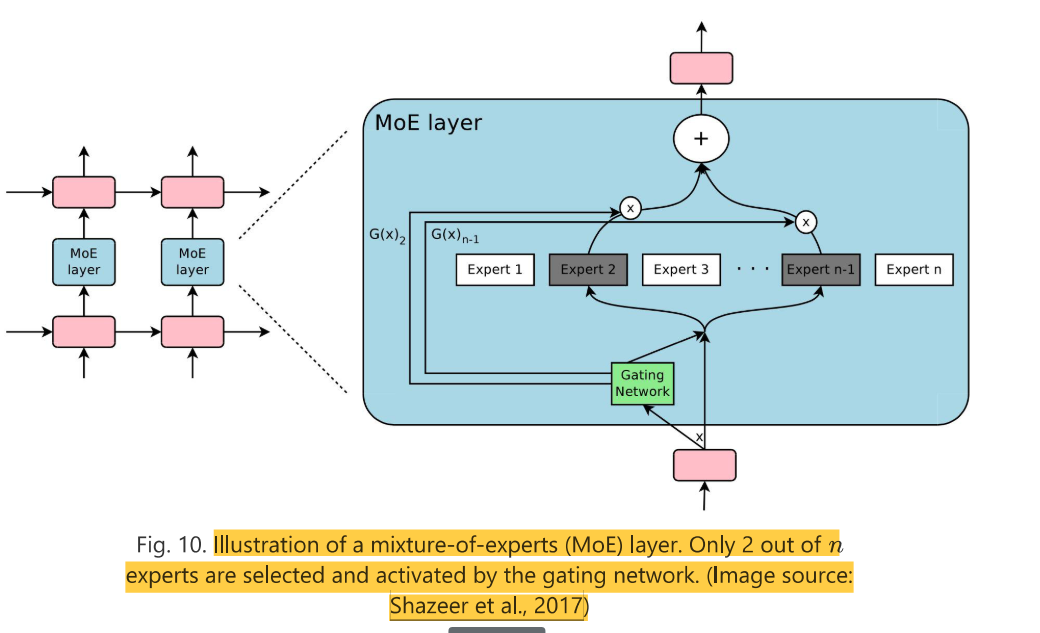 MoE layer
+
x
x
G(x)2
G(x)n-1
MoE
layer
MoE
layer
Expert 1
Expert 2
Expert 3
. . .
Expert n-1
Expert n
Gating
Network
x
Fig. 10. Illustration of a mixture-of-experts (MoE) layer. Only 2 out of n
experts are selected and activated by the gating network. (Image source:
Shazeer et al., 2017)